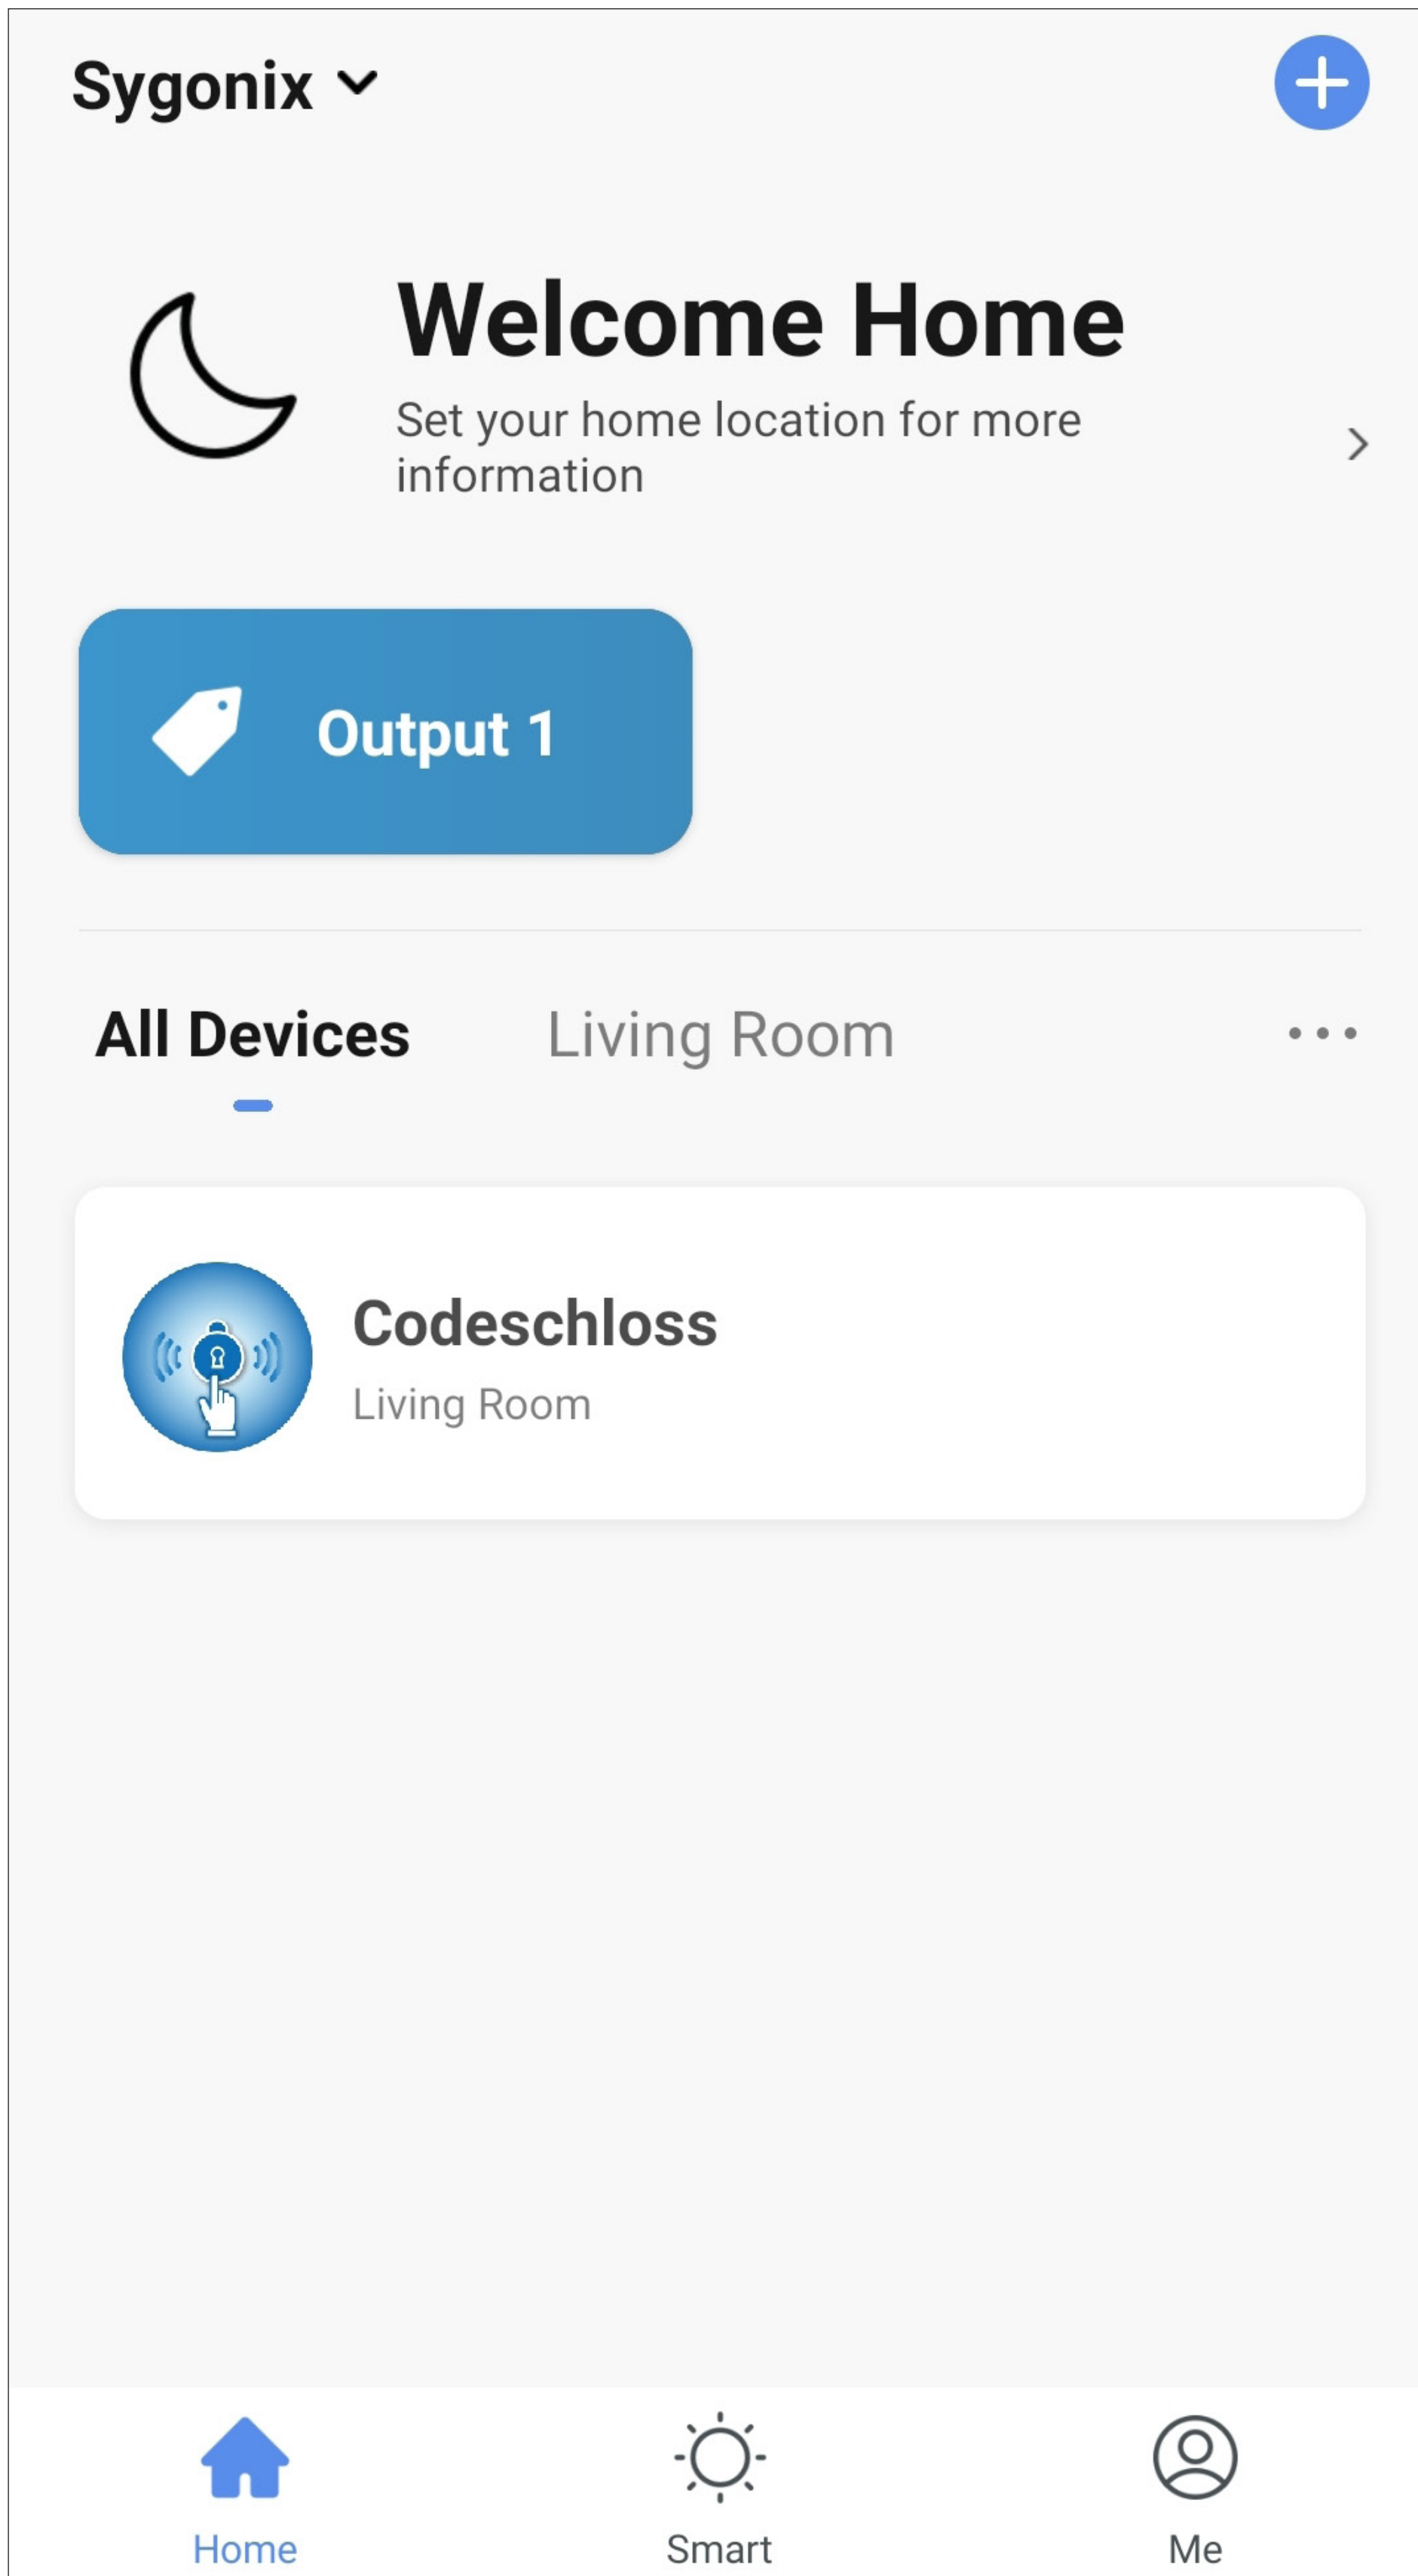 Sygonix
Welcome Home
Set your home location for more
information
Output 1
All Devices
Living Room
Codeschloss
Living Room
Home
Smart
Me